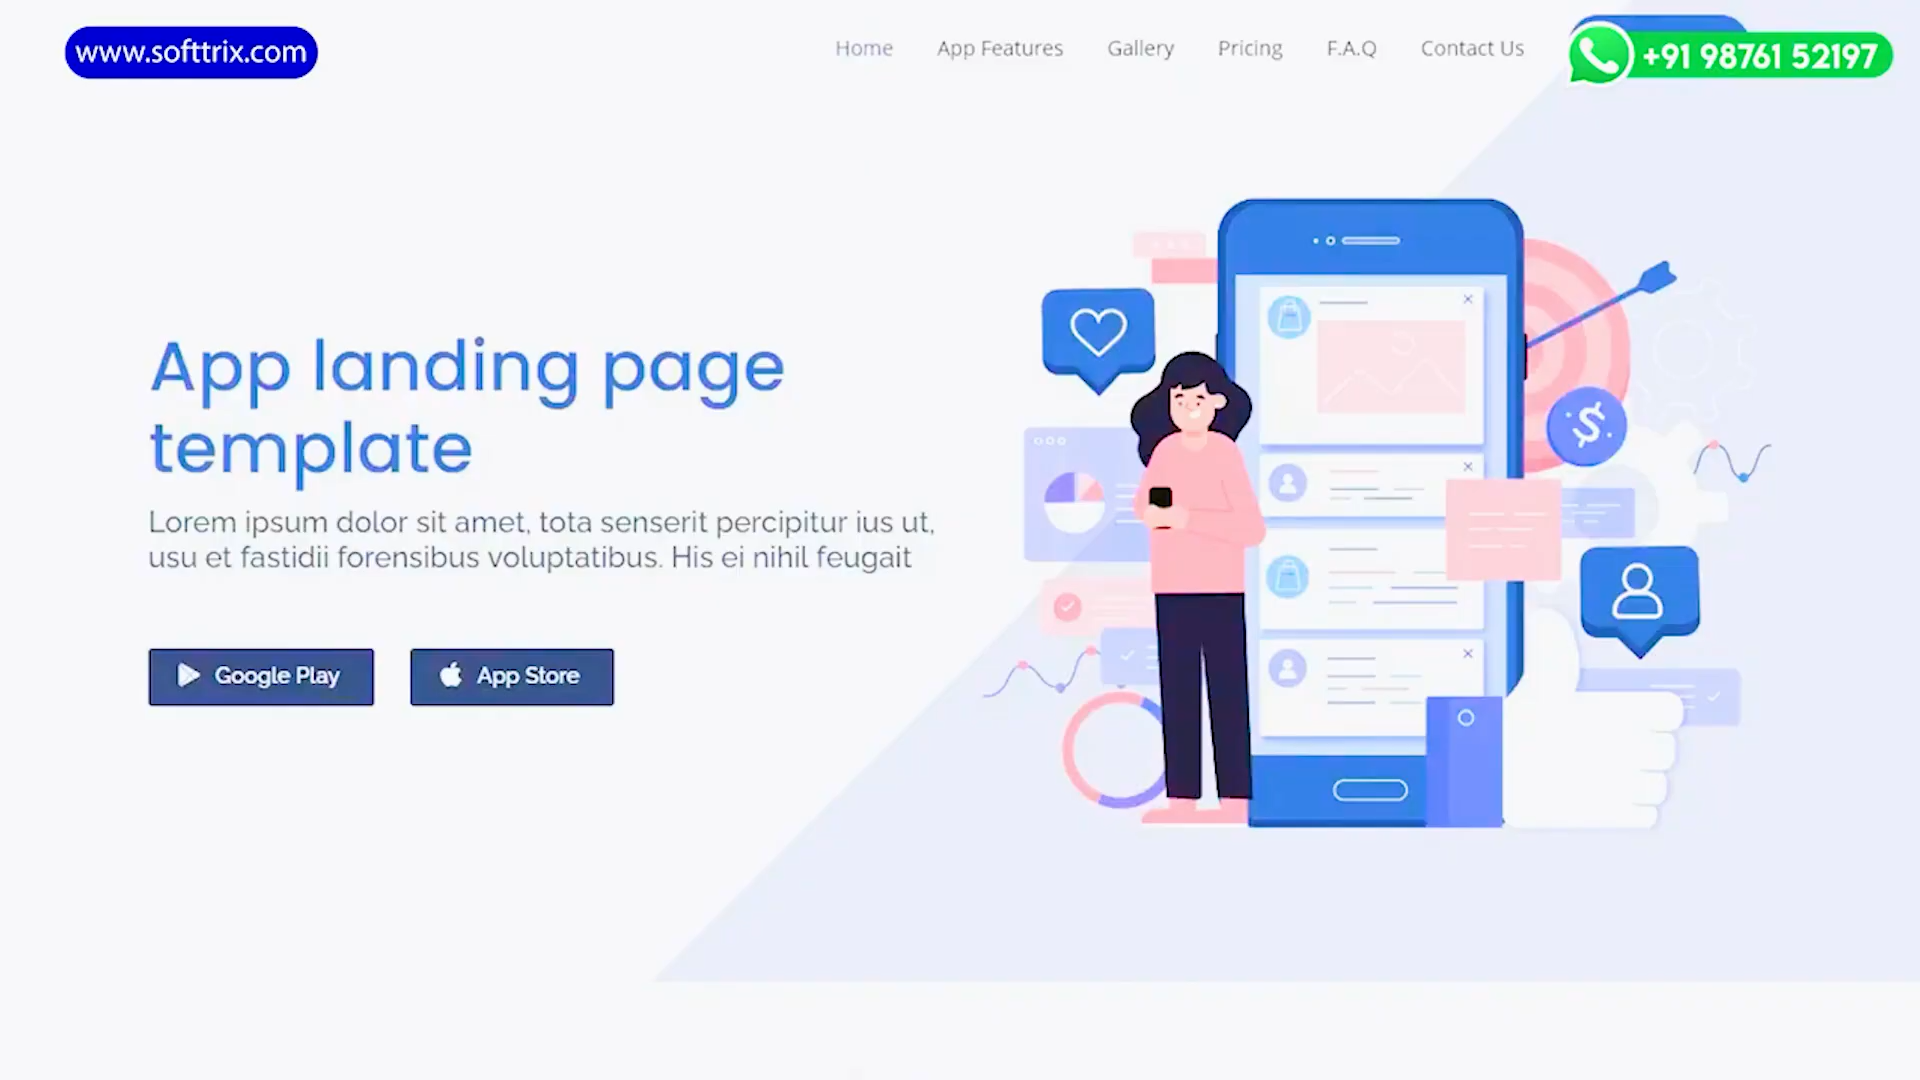 www.softtrix.com
Home App Features Gallery Pricing F.A.Q Contact Us
+91 98761 52197
App landing page
template
Lorem ipsum dolor sit amet, tota senserit percipitur ius ut,
usu et fastidii forensibus voluptatibus. His ei nihil feugait
Google Play
App Store